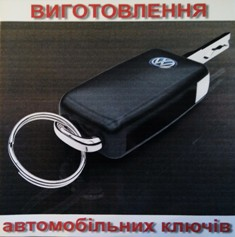 ВИГОТОВЛЕННЯ
автомобільних ключів